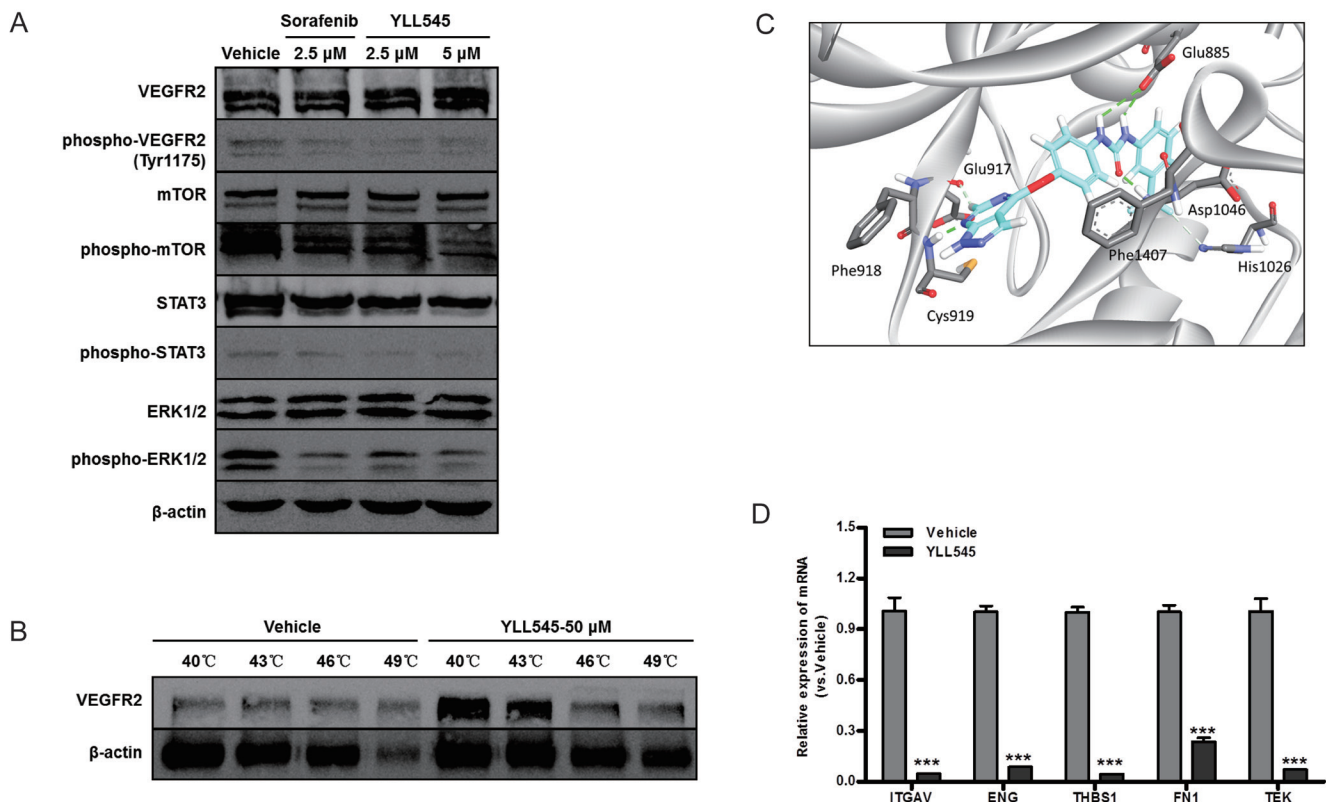 A
Sorafenib YLL545
Vehicle 2.5 µM 2.5 µM 5 µM
VEGFR2
phospho-VEGFR2
(Tyr1175)
mTOR
phospho-mTOR
STAT3
phospho-STAT3
ERK1/2
phospho-ERK1/2
β-actin
B
Vehicle YLL545-50 µM
40℃ 43℃ 46℃ 49℃ 40℃ 43℃ 46℃ 49℃
VEGFR2
β-actin
C
Glu885
Glu917
Asp1046
Phe1407
Phe918
His1026
Cys919
D
Relative expression of mRNA
(vs.Vehicle)
1.5
1.2
0.9
0.6
0.3
0.0
Vehicle
YLL545
*** *** *** *** ***
ITGAV ENG THBS1 FN1 TEK